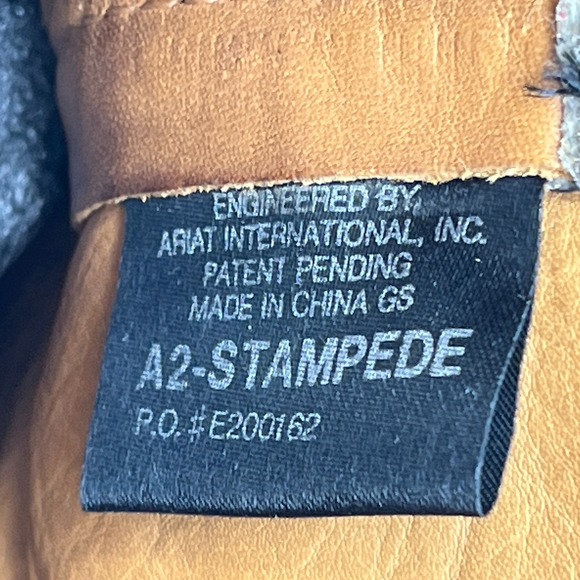 ENGINEERED BY
ARIAT INTERNATIONAL, INC.
PATENT PENDING
MADE IN CHINA GS
A2-STAMPEDE
P.O. #E200162